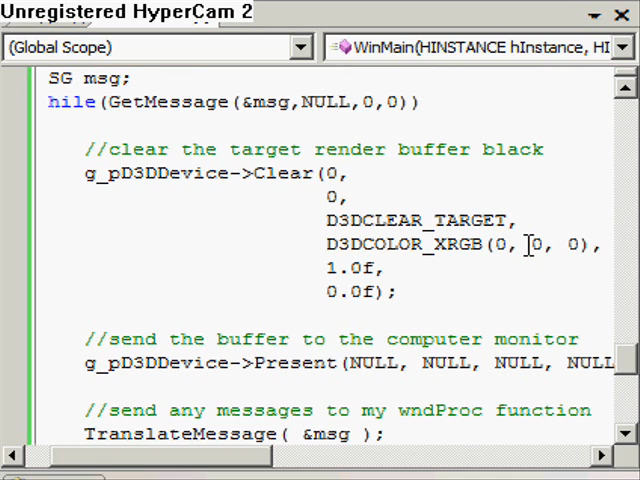 Unregistered HyperCam 2
(Global Scope)
WinMain(HINSTANCE hInstance, HI
SG msg;
hile(GetMessage(&msg,NULL,0,0))
//clear the target render buffer black
g_pD3DDevice->Clear(0,
0,
D3DCLEAR_TARGET,
D3DCOLOR_XRGB(0, 0, 0),
1.0f,
0.0f);
//send the buffer to the computer monitor
g_pD3DDevice->Present(NULL, NULL, NULL, NULL
//send any messages to my wndProc function
TranslateMessage( &msg );